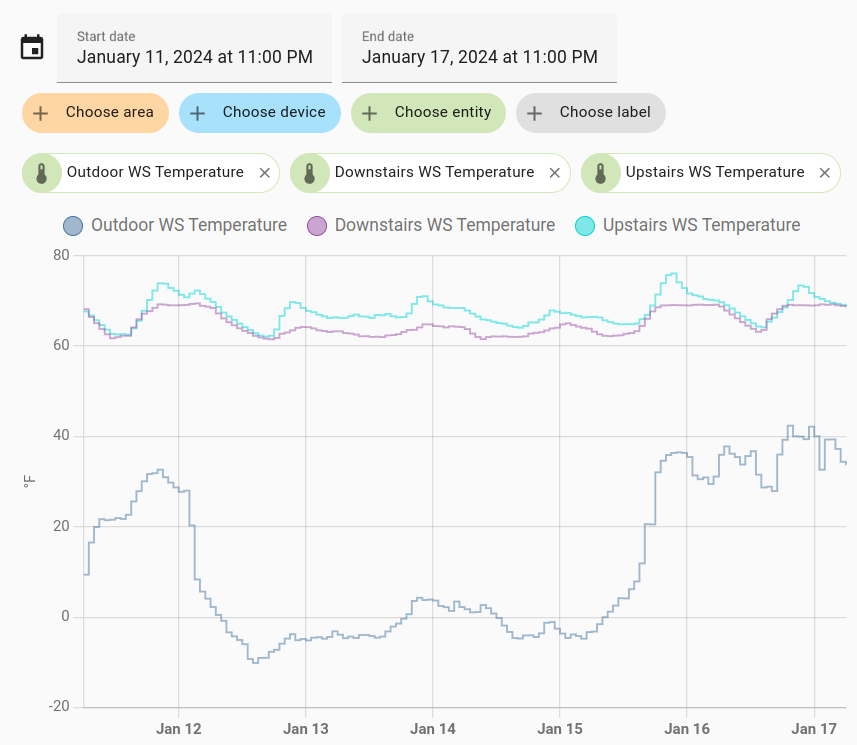 Start date
January 11, 2024 at 11:00 PM
End date
January 17, 2024 at 11:00 PM
Choose area
Choose device
Choose entity
Choose label
Outdoor WS Temperature
Downstairs WS Temperature
Upstairs WS Temperature
Outdoor WS Temperature
Downstairs WS Temperature
Upstairs WS Temperature
80
60
40
°F
20
0
-20
Jan 12
Jan 13
Jan 14
Jan 15
Jan 16
Jan 17